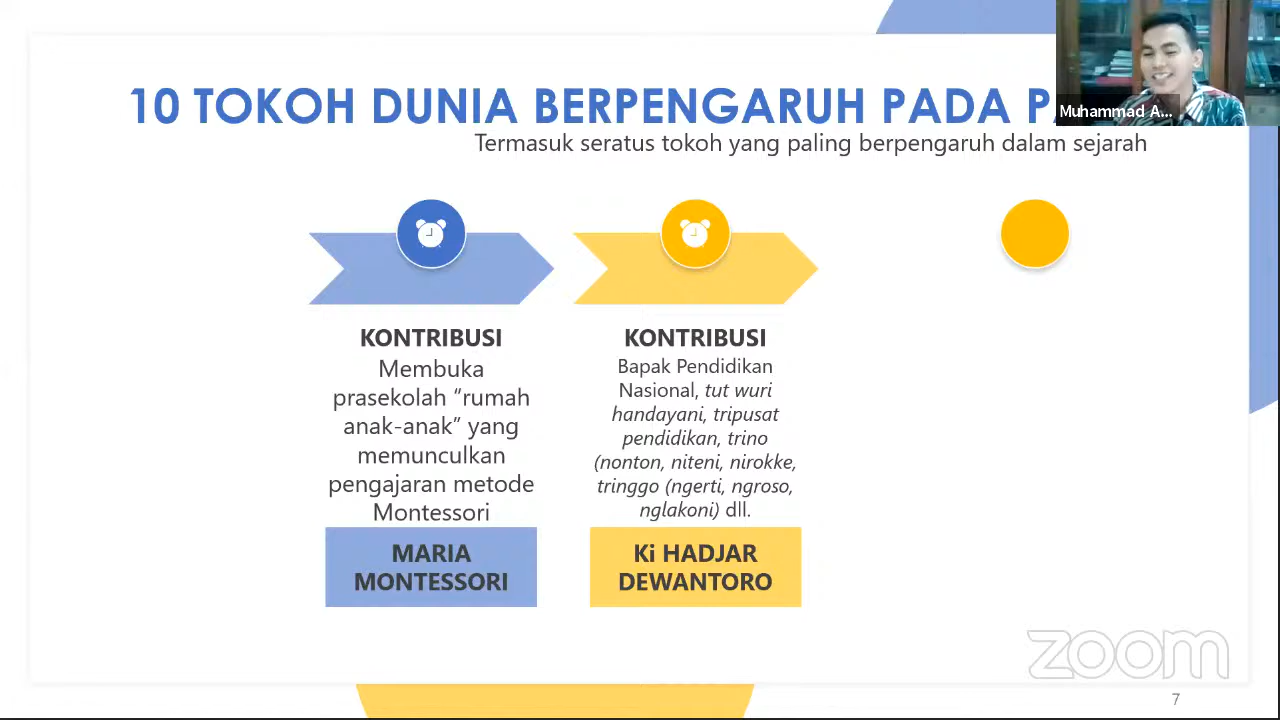 10 TOKOH DUNIA BERPENGARUH PADA
Muhammad A...
Termasuk seratus tokoh yang paling berpengaruh dalam sejarah
KONTRIBUSI
Membuka
prasekolah “rumah
anak-anak” yang
memunculkan
pengajaran metode
Montessori
MARIA
MONTESSORI
KONTRIBUSI
Bapak Pendidikan
Nasional, tut wuri
handayani, tripusat
pendidikan, trino
(nonton, niteni, nirokke,
tringgo (ngerti, ngroso,
nglakoni) dll.
Ki HADJAR
DEWANTORO
zoom
7